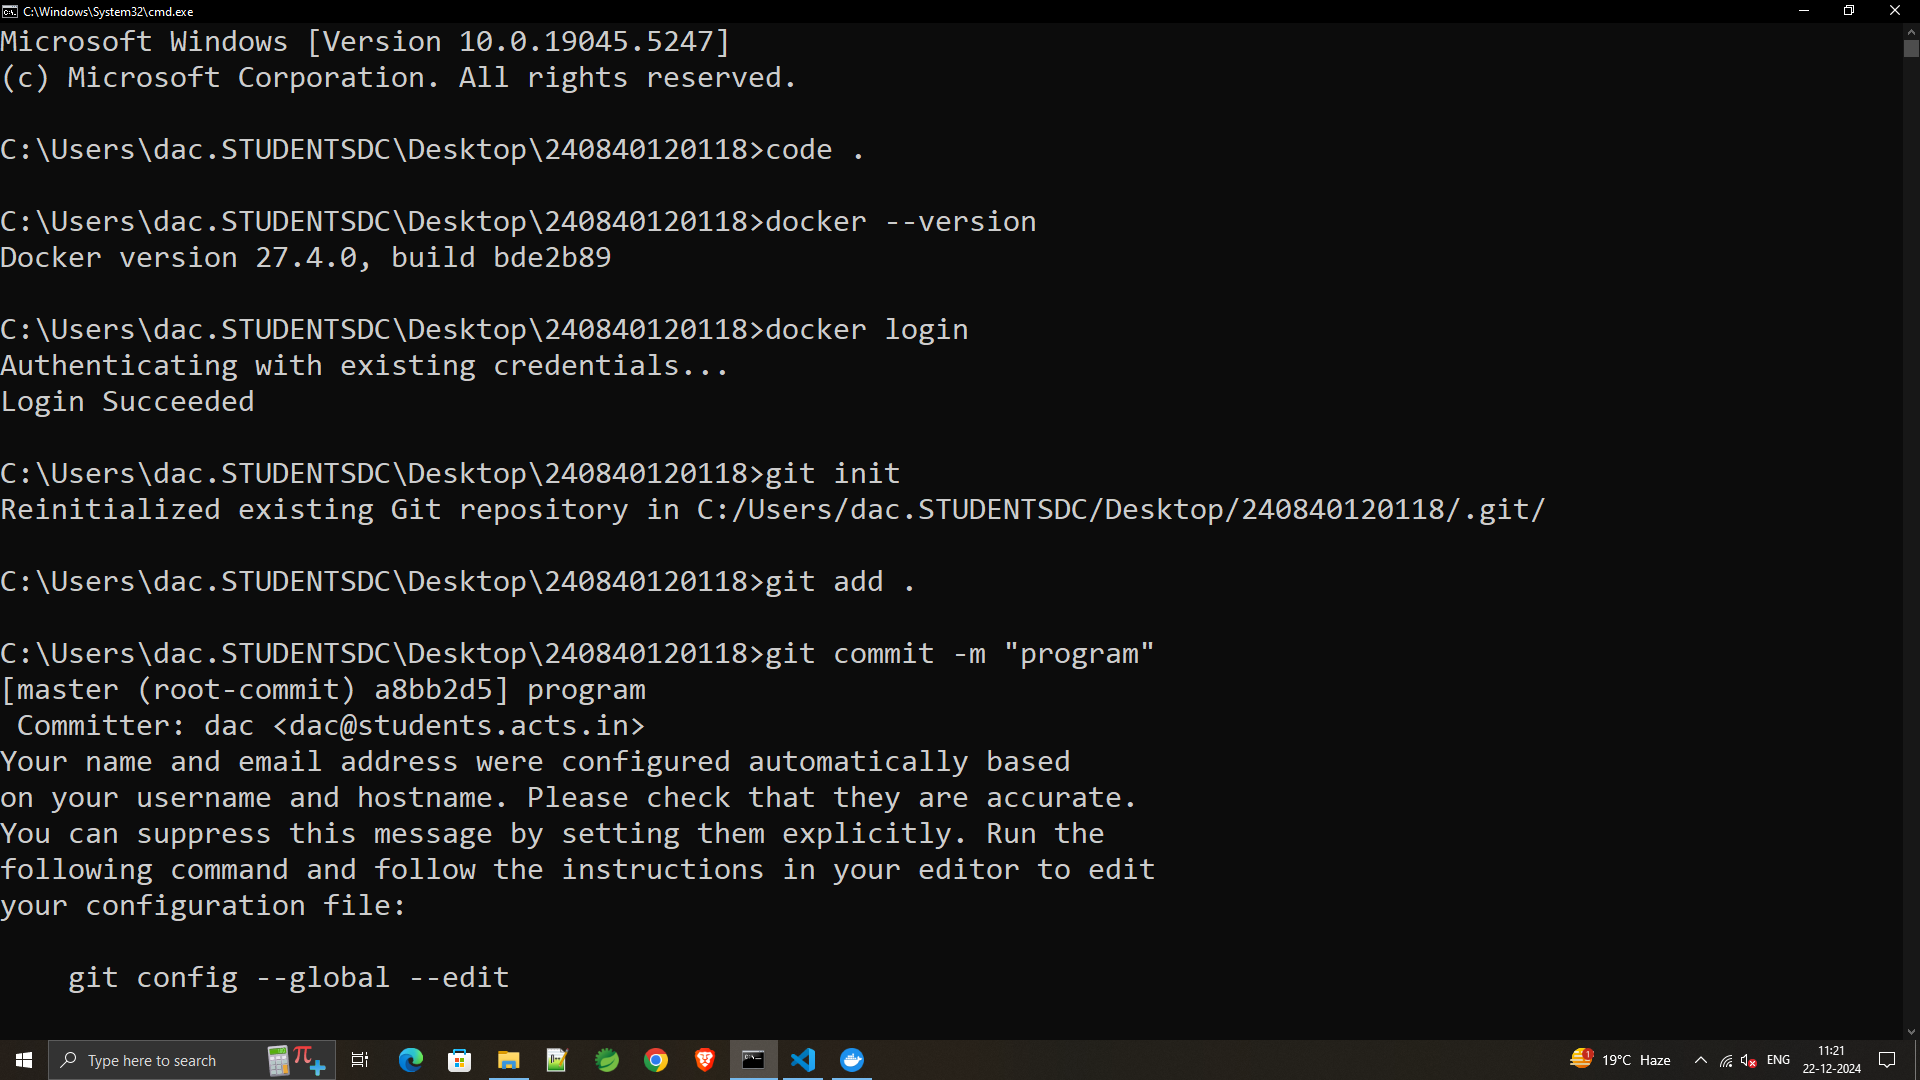 C:\Windows\System32\cmd.exe
Microsoft Windows [Version 10.0.19045.5247]
(c) Microsoft Corporation. All rights reserved.
C:\Users\dac.STUDENTSDC\Desktop\240840120118>code .
C:\Users\dac.STUDENTSDC\Desktop\240840120118>docker --version
Docker version 27.4.0, build bde2b89
C:\Users\dac.STUDENTSDC\Desktop\240840120118>docker login
Authenticating with existing credentials...
Login Succeeded
C:\Users\dac.STUDENTSDC\Desktop\240840120118>git init
Reinitialized existing Git repository in C:/Users/dac.STUDENTSDC/Desktop/240840120118/.git/
C:\Users\dac.STUDENTSDC\Desktop\240840120118>git add .
C:\Users\dac.STUDENTSDC\Desktop\240840120118>git commit -m "program"
[master (root-commit) a8bb2d5] program
 Committer: dac <dac@students.acts.in>
Your name and email address were configured automatically based
on your username and hostname. Please check that they are accurate.
You can suppress this message by setting them explicitly. Run the
following command and follow the instructions in your editor to edit
your configuration file:
    git config --global --edit
Type here to search
19°C Haze
ENG
11:21
22-12-2024